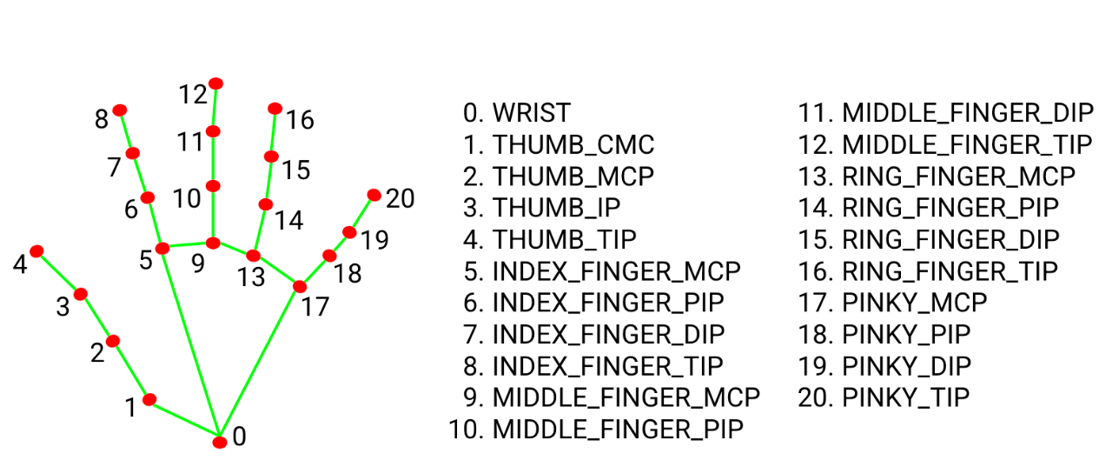 12
8
16
11
7
15
10
20
6
14
19
4
5
9
13
18
3
17
2
1
0
0. WRIST
1. THUMB_CMC
2. THUMB_MCP
3. THUMB_IP
4. THUMB_TIP
5. INDEX_FINGER_MCP
6. INDEX_FINGER_PIP
7. INDEX_FINGER_DIP
8. INDEX_FINGER_TIP
9. MIDDLE_FINGER_MCP
10. MIDDLE_FINGER_PIP
11. MIDDLE_FINGER_DIP
12. MIDDLE_FINGER_TIP
13. RING_FINGER_MCP
14. RING_FINGER_PIP
15. RING_FINGER_DIP
16. RING_FINGER_TIP
17. PINKY_MCP
18. PINKY_PIP
19. PINKY_DIP
20. PINKY_TIP